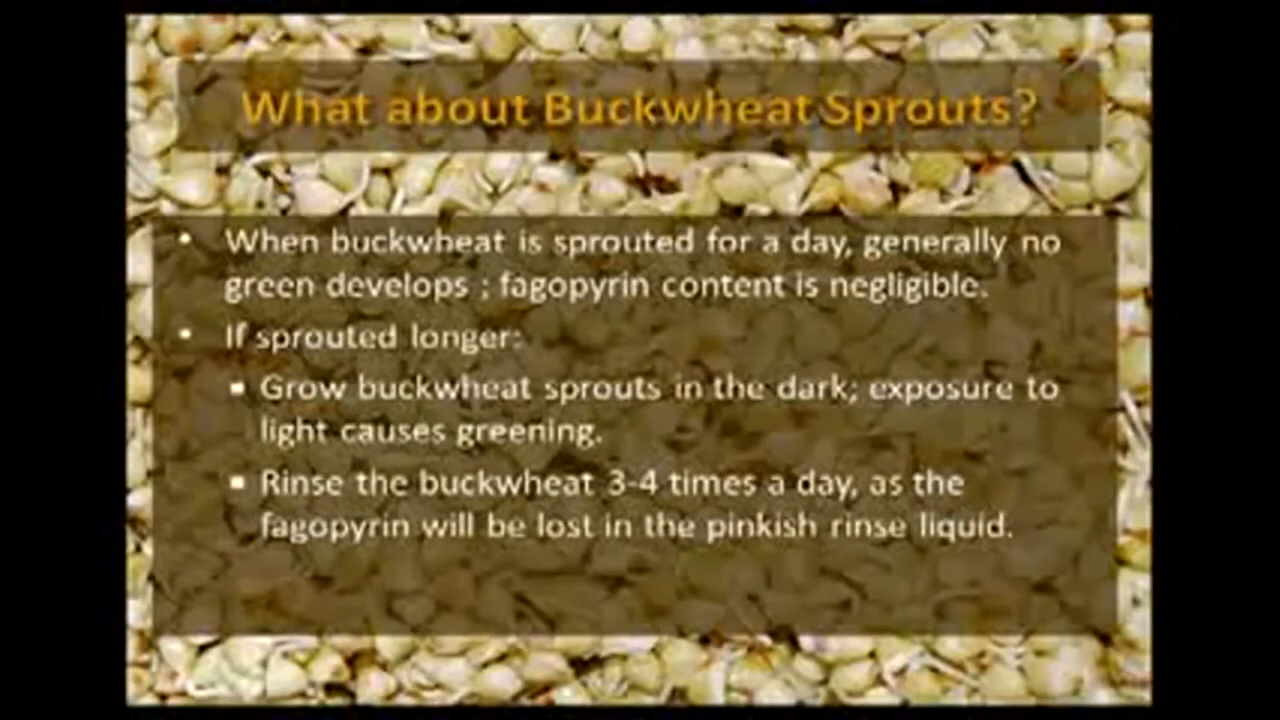 What about Buckwheat Sprouts?
• When buckwheat is sprouted for a day, generally no
green develops ; fagopyrin content is negligible.
• If sprouted longer:
▪ Grow buckwheat sprouts in the dark; exposure to
light causes greening.
▪ Rinse the buckwheat 3-4 times a day, as the
fagopyrin will be lost in the pinkish rinse liquid.